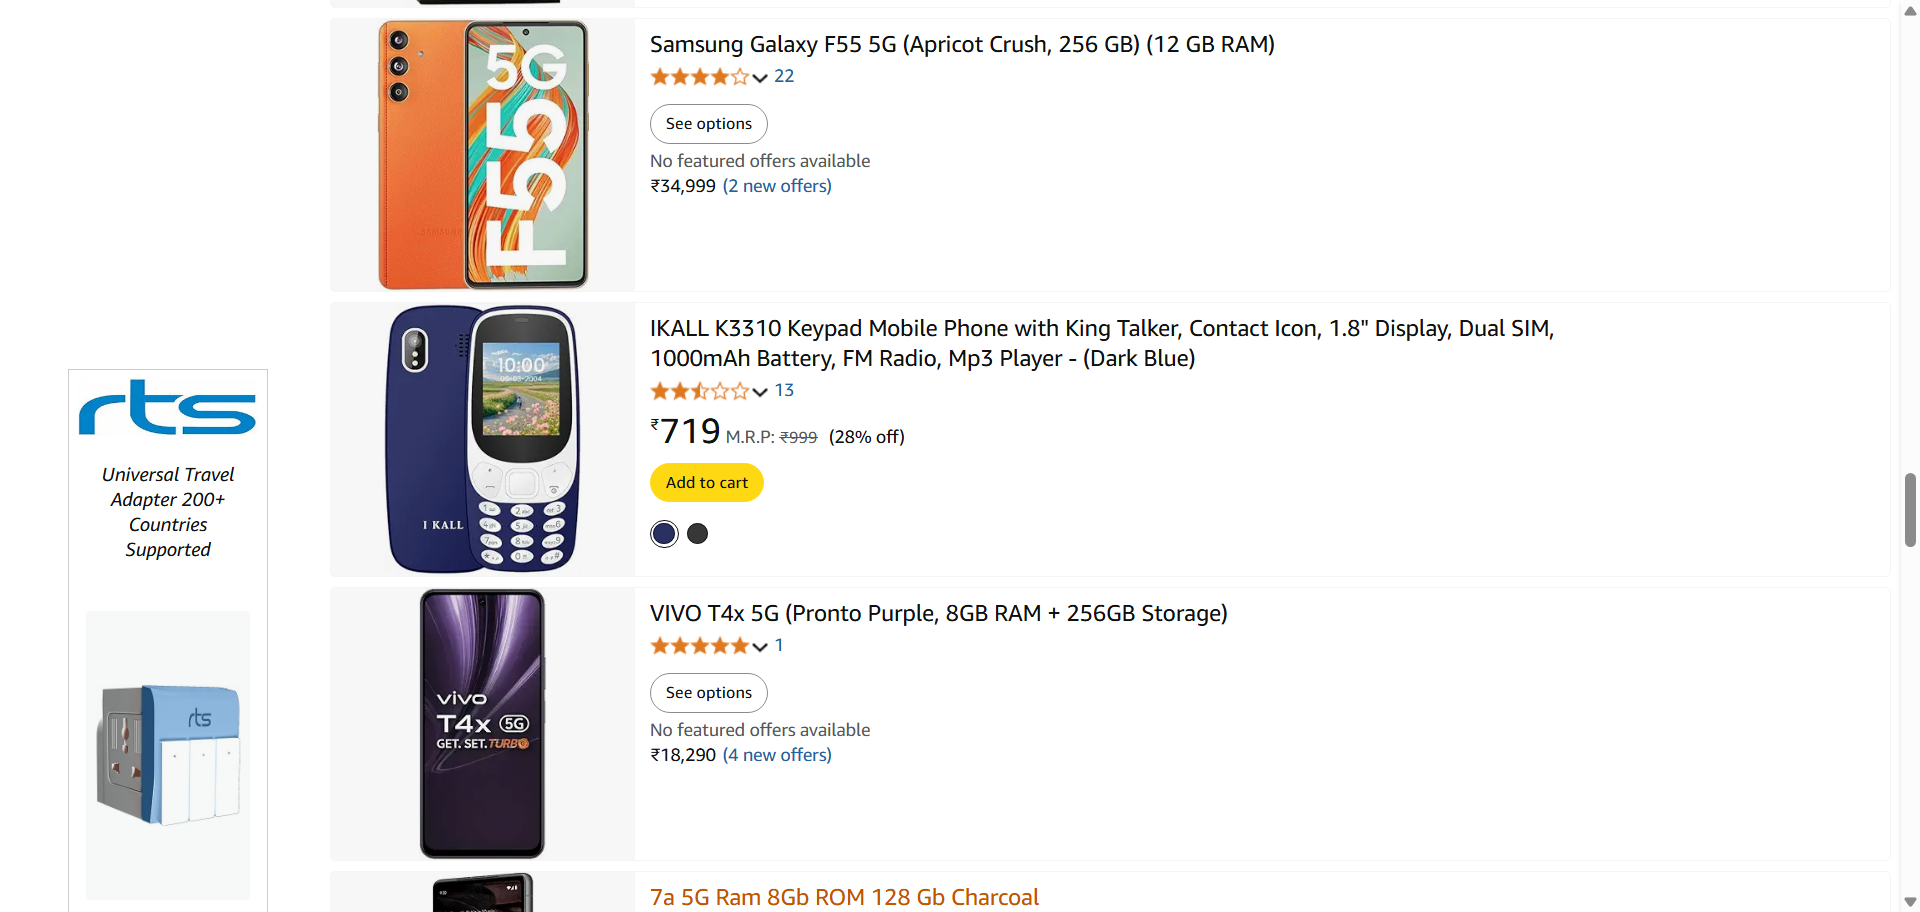 Samsung Galaxy F55 5G (Apricot Crush, 256 GB) (12 GB RAM)
22
See options
No featured offers available
₹34,999 (2 new offers)
5G
F55
SAMSUNG
IKALL K3310 Keypad Mobile Phone with King Talker, Contact Icon, 1.8" Display, Dual SIM,
1000mAh Battery, FM Radio, Mp3 Player - (Dark Blue)
13
₹719 M.R.P: ₹999 (28% off)
Add to cart
10:00
I KALL
rts
Universal Travel
Adapter 200+
Countries
Supported
rts
VIVO T4x 5G (Pronto Purple, 8GB RAM + 256GB Storage)
1
See options
No featured offers available
₹18,290 (4 new offers)
vivo
T4x 5G
GET. SET. TURBO
7a 5G Ram 8Gb ROM 128 Gb Charcoal